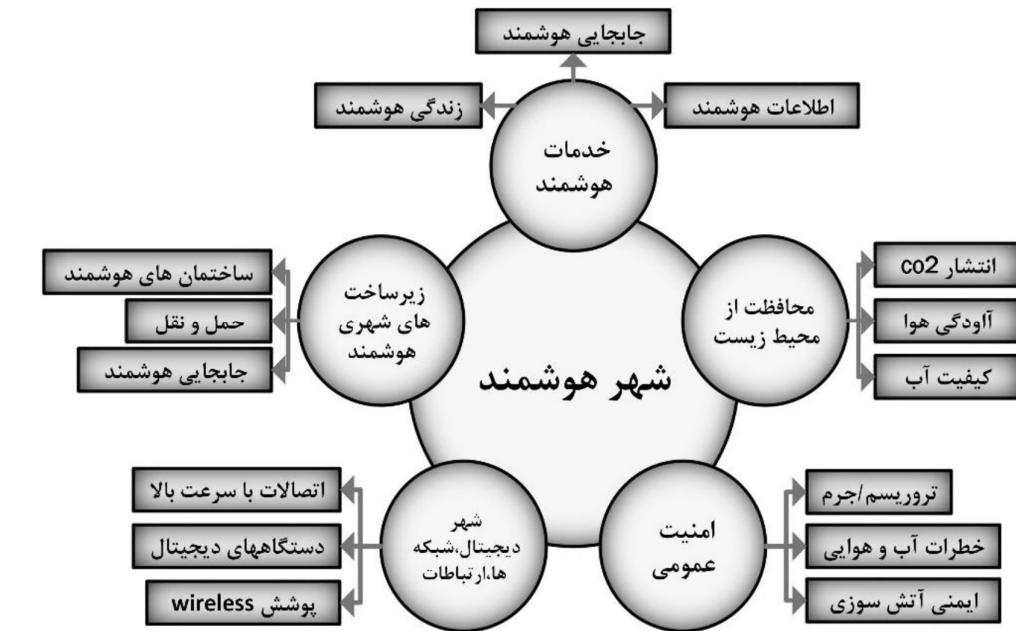 جابجایی هوشمند
زندگی هوشمند
اطلاعات هوشمند
خدمات
هوشمند
ساختمان های هوشمند
حمل و نقل
جابجایی هوشمند
زیرساخت
های شهری
هوشمند
محافظت از
محیط زیست
انتشار co2
آاودگی هوا
کیفیت آب
شهر هوشمند
اتصالات با سرعت بالا
دستگاههای دیجیتال
پوشش wireless
شهر
دیجیتال،شبکه
ها،ارتباطات
امنیت
عمومی
تروریسم/جرم
خطرات آب و هوایی
ایمنی آتش سوزی